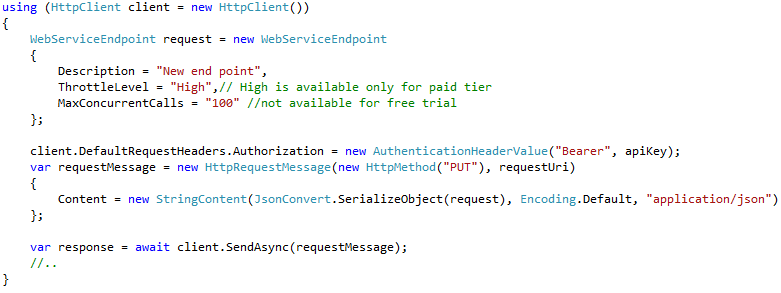 using (HttpClient client = new HttpClient())
{
    WebServiceEndpoint request = new WebServiceEndpoint
    {
        Description = "New end point",
        ThrottleLevel = "High",// High is available only for paid tier
        MaxConcurrentCalls = "100" //not available for free trial
    };

    client.DefaultRequestHeaders.Authorization = new AuthenticationHeaderValue("Bearer", apiKey);
    var requestMessage = new HttpRequestMessage(new HttpMethod("PUT"), requestUri)
    {
        Content = new StringContent(JsonConvert.SerializeObject(request), Encoding.Default, "application/json")
    };

    var response = await client.SendAsync(requestMessage);
    //..
}